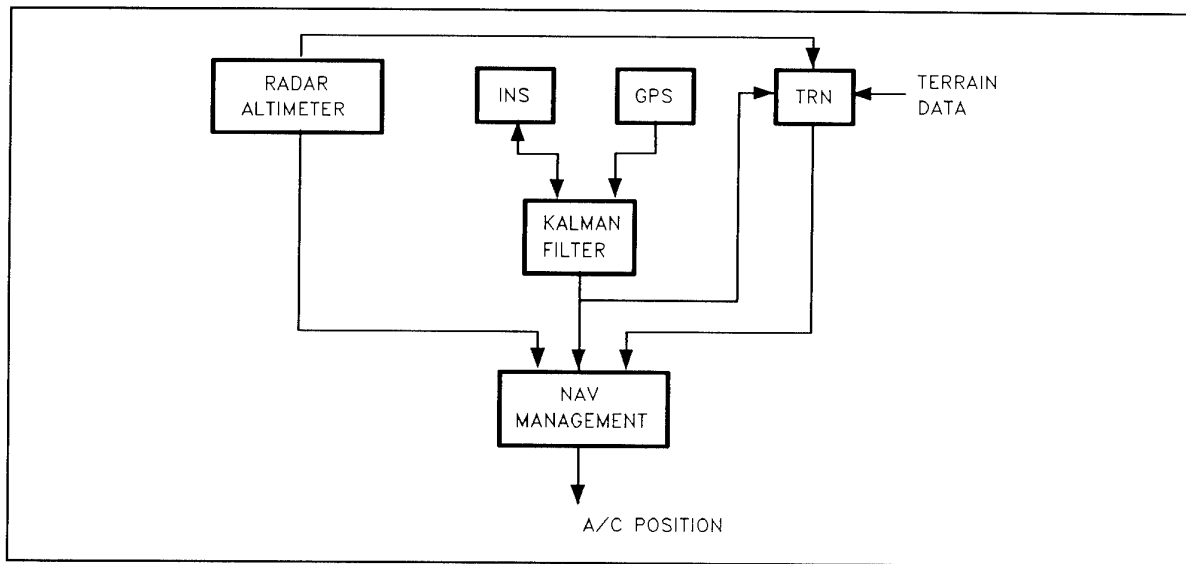 RADAR
ALTIMETER
INS
GPS
TRN
TERRAIN
DATA
KALMAN
FILTER
NAV
MANAGEMENT
A/C POSITION